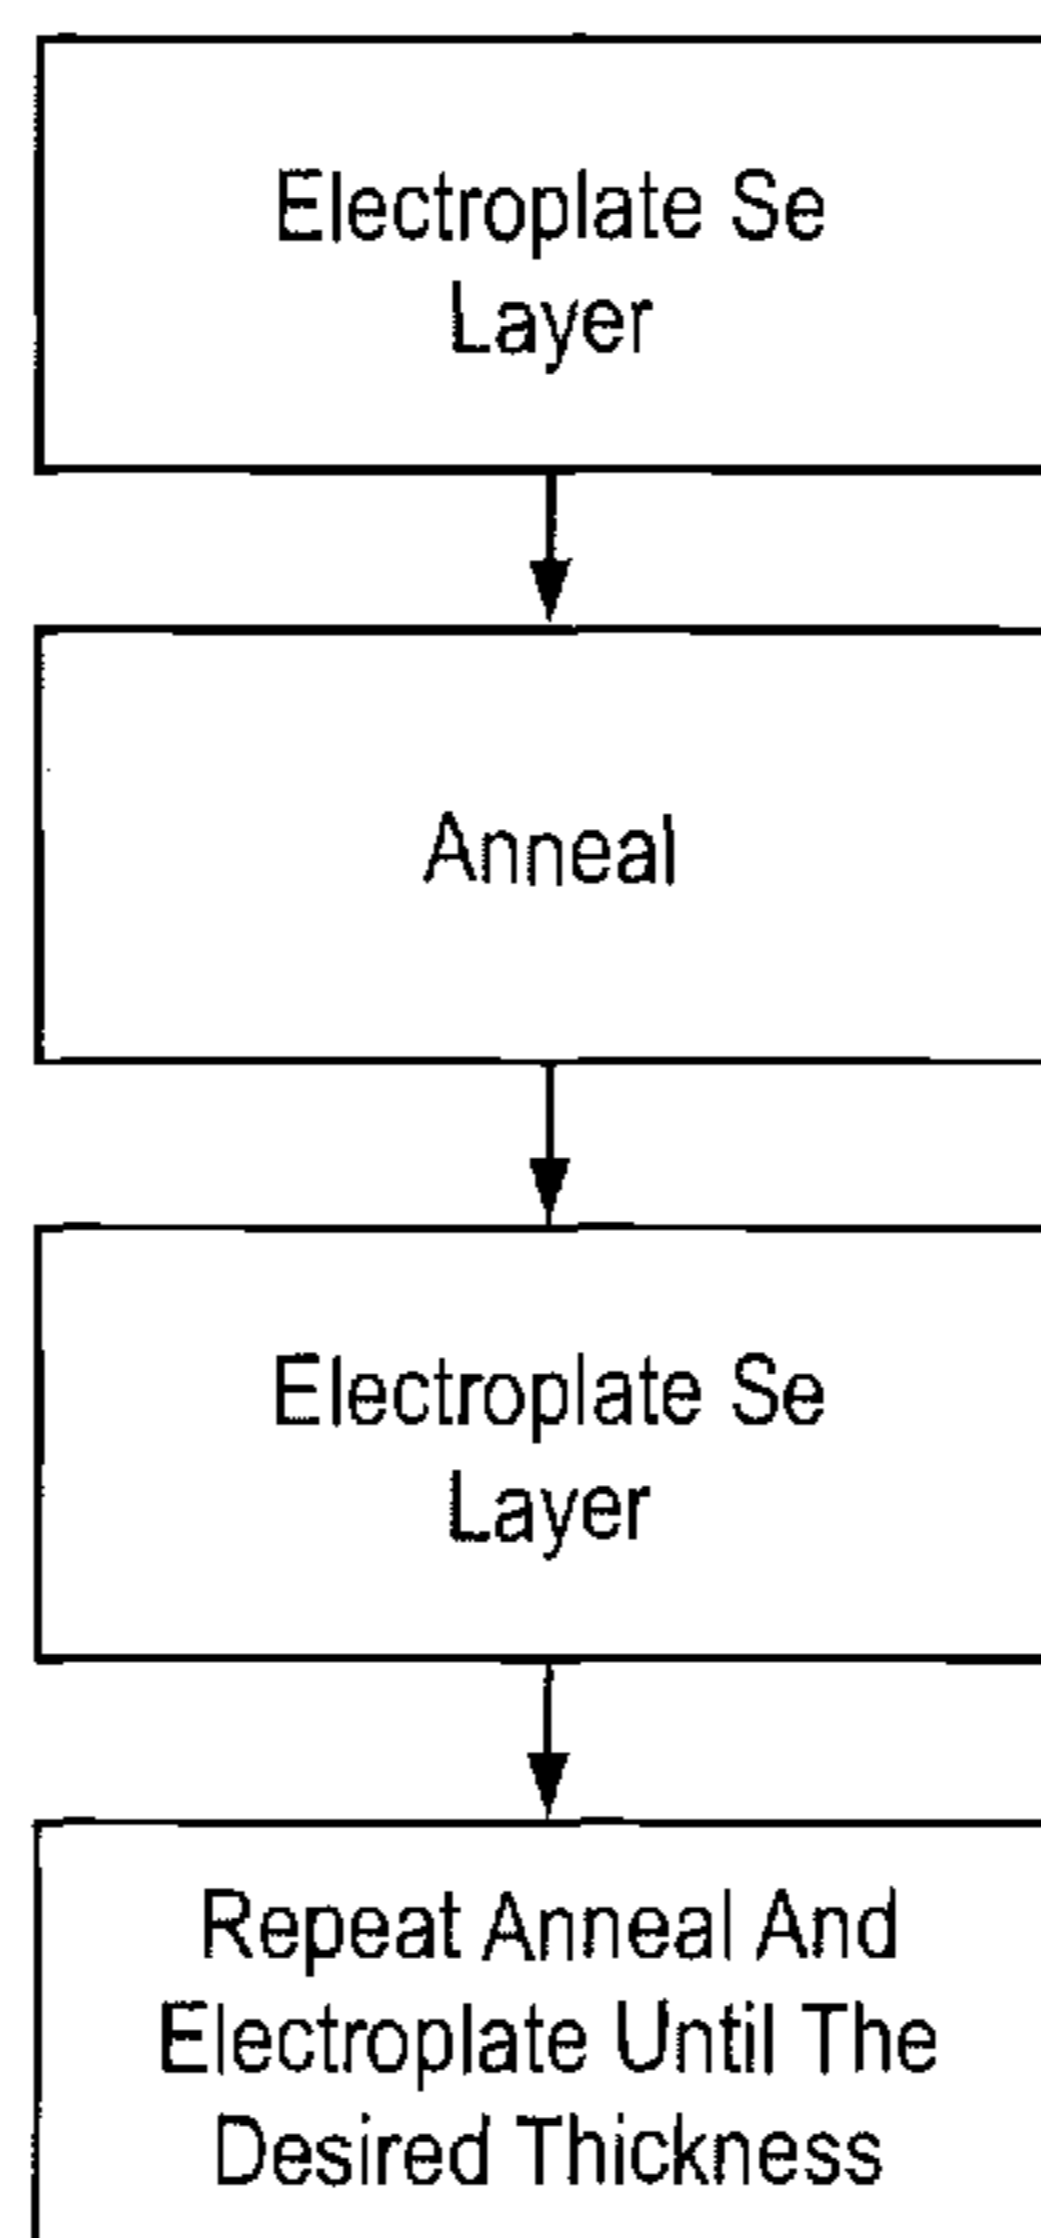 Electroplate Se
Layer
Anneal
Electroplate Se
Layer
Repeat Anneal And
Electroplate Until The
Desired Thickness